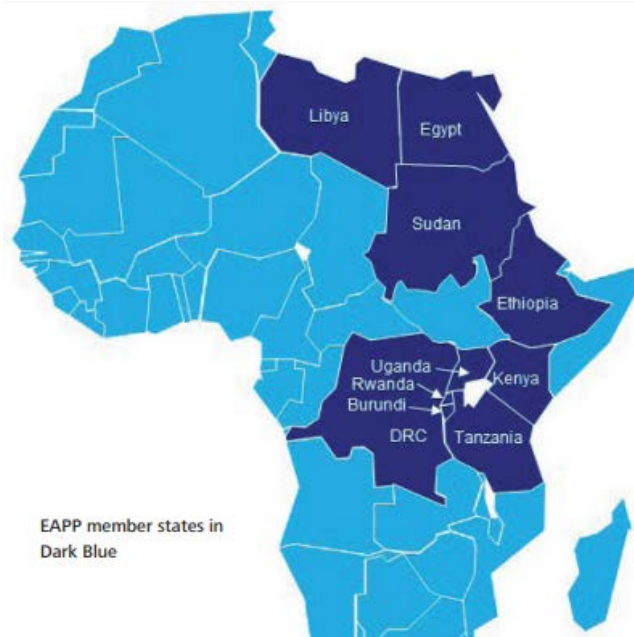 Libya
Egypt
Sudan
Ethiopia
Uganda
Kenya
Rwanda
Burundi
DRC
Tanzania
EAPP member states in
Dark Blue